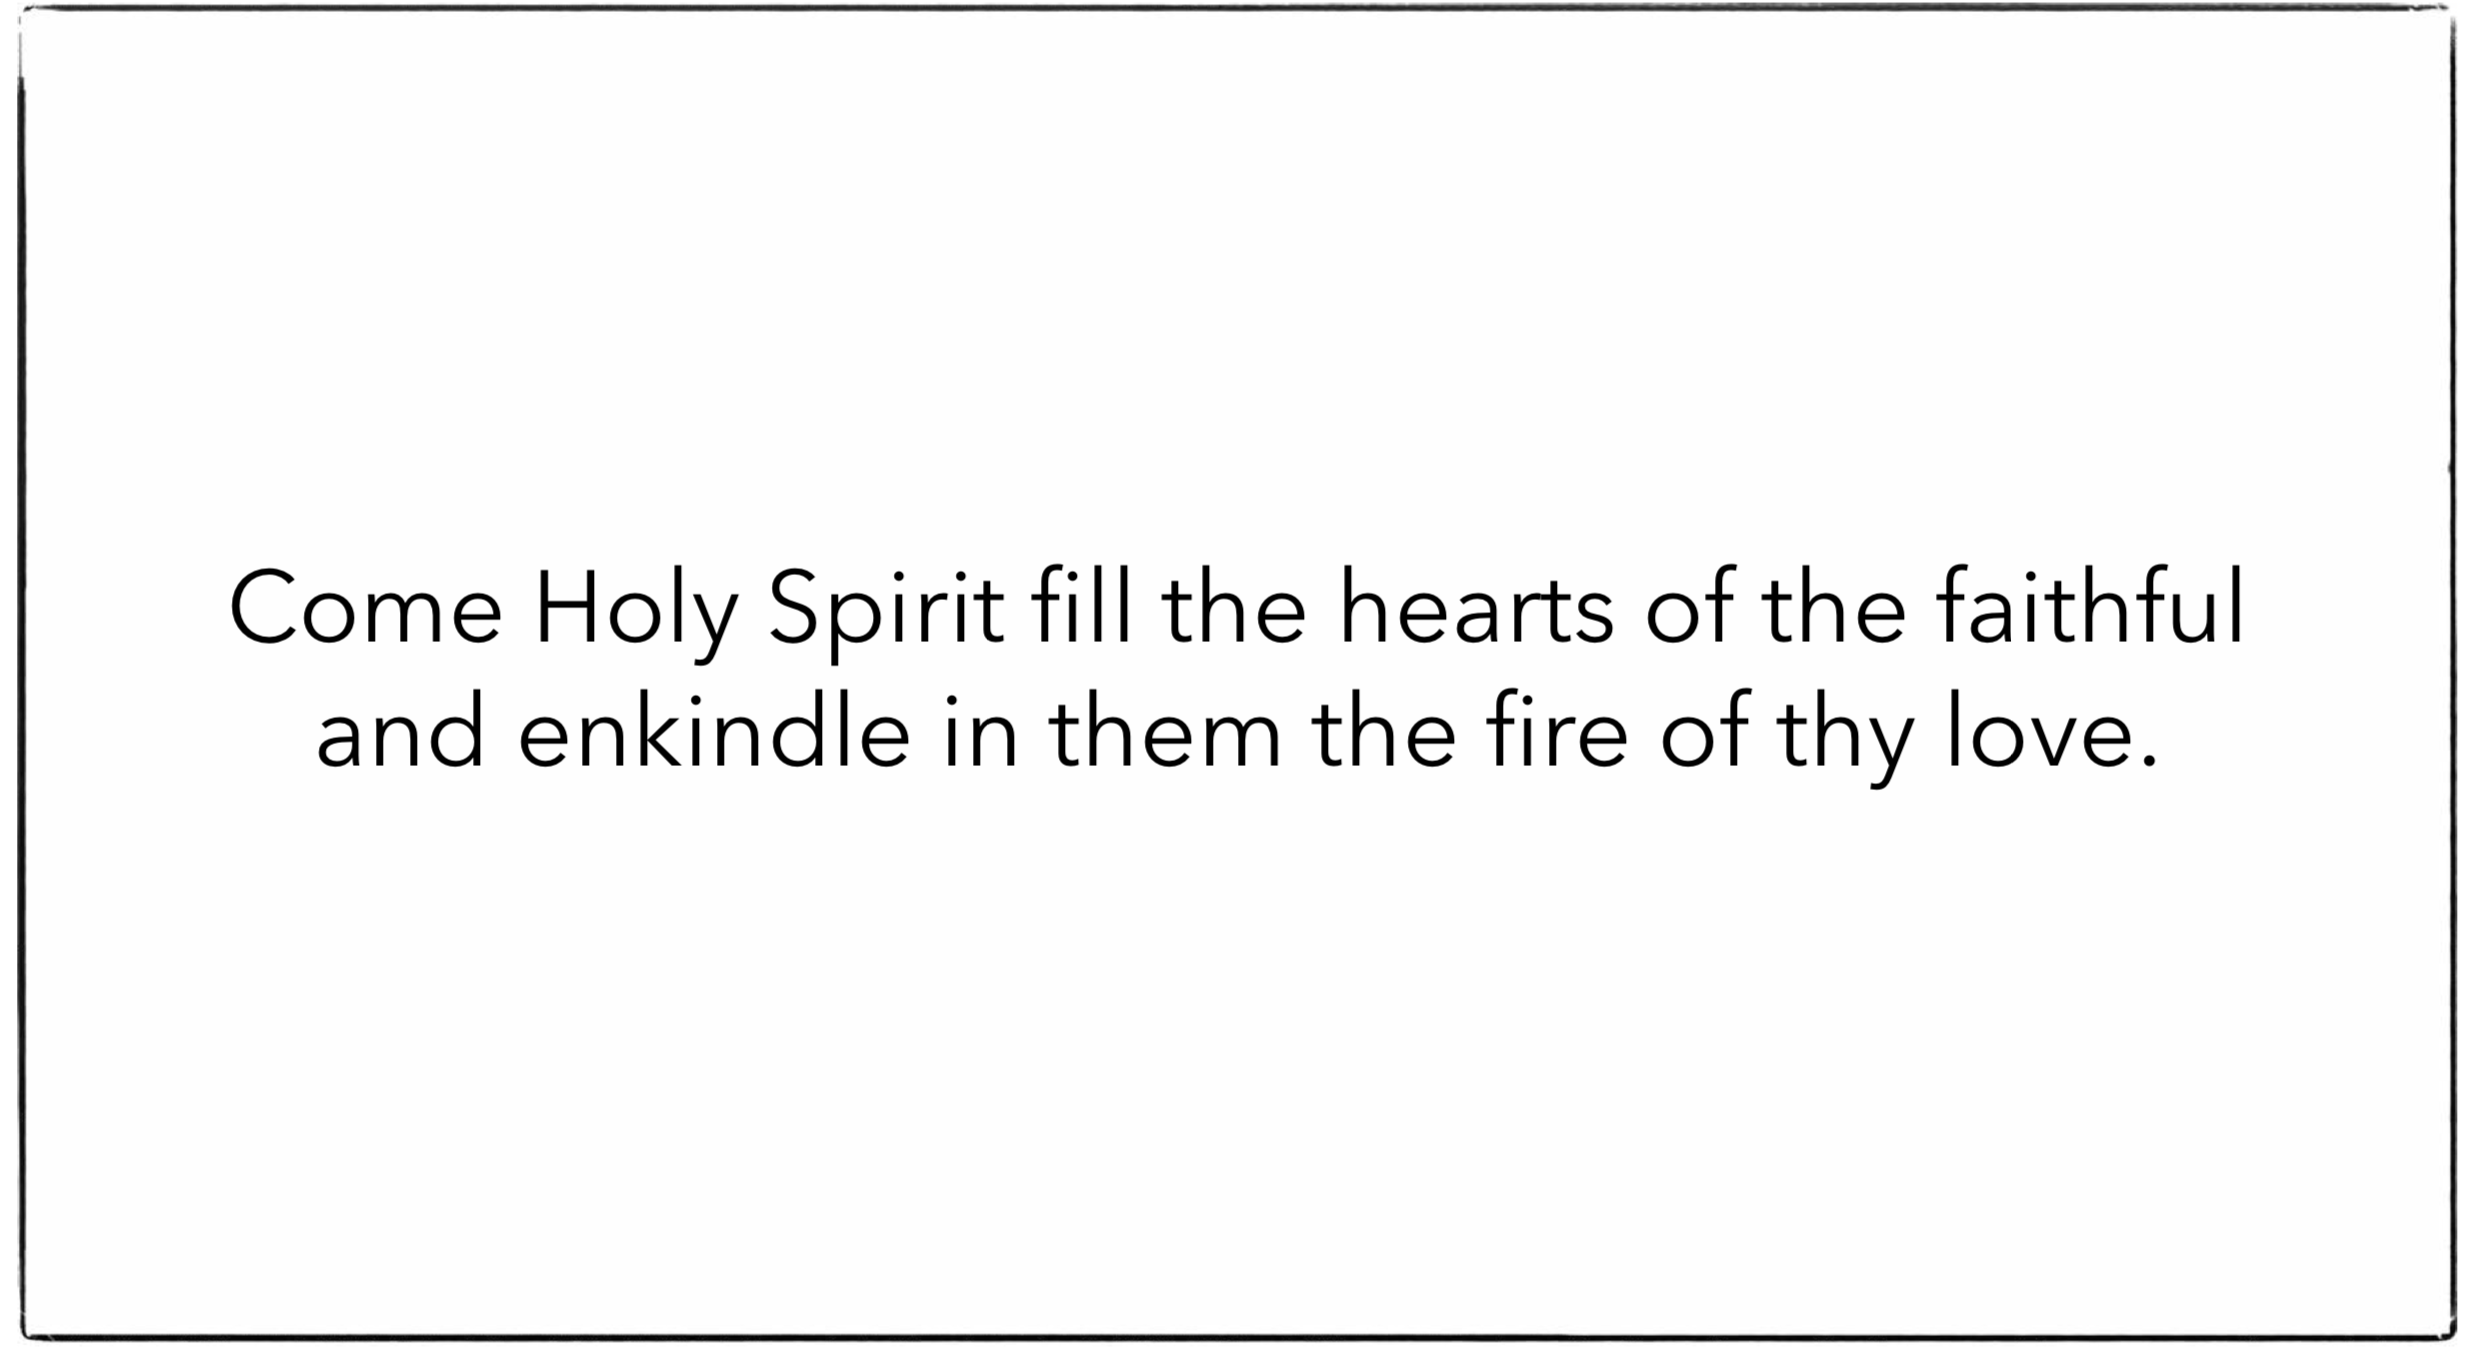 Come Holy Spirit fill the hearts of the faithful
and enkindle in them the fire of thy love.